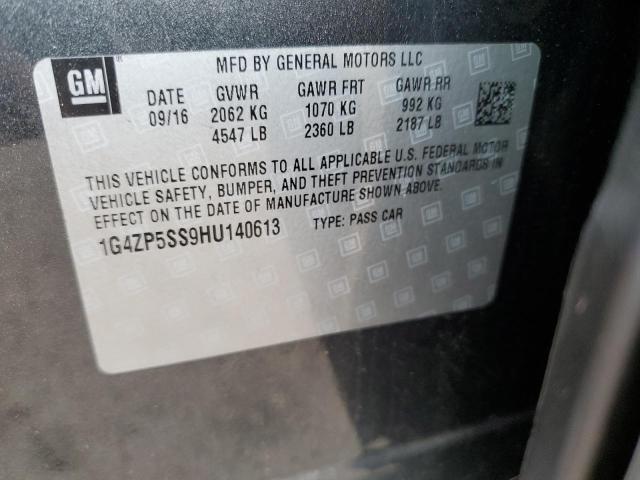 GM
MFD BY GENERAL MOTORS LLC
DATE GVWR GAWR FRT GAWR RR
09/16 2062 KG 1070 KG 992 KG
4547 LB 2360 LB 2187 LB
THIS VEHICLE CONFORMS TO ALL APPLICABLE U.S. FEDERAL MOTOR
VEHICLE SAFETY, BUMPER, AND THEFT PREVENTION STANDARDS IN
EFFECT ON THE DATE OF MANUFACTURE SHOWN ABOVE.
1G4ZP5SS9HU140613 TYPE: PASS CAR